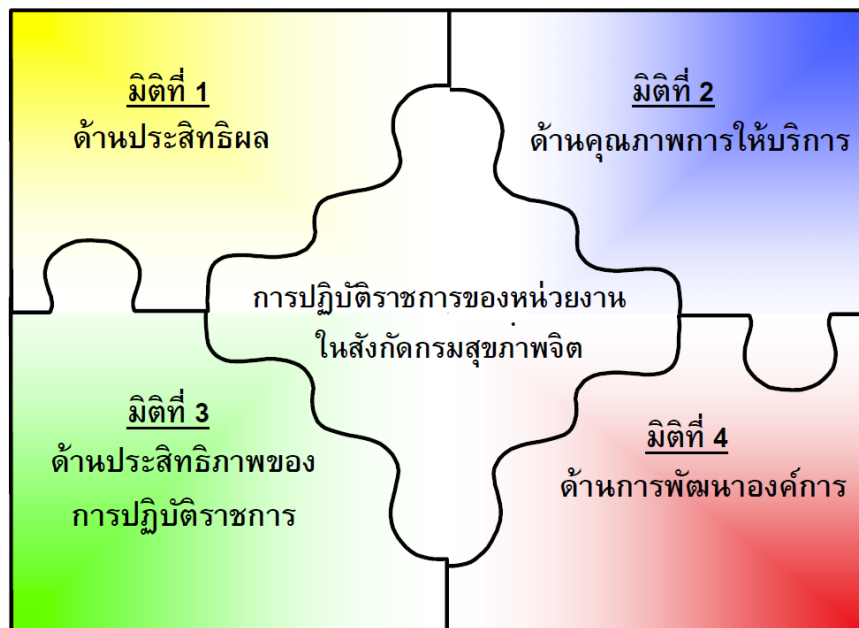 มิติที่ 1
ด้านประสิทธิผล
มิติที่ 2
ด้านคุณภาพการให้บริการ
การปฏิบัติราชการของหน่วยงาน
ในสังกัดกรมสุขภาพจิต
มิติที่ 3
ด้านประสิทธิภาพของ
การปฏิบัติราชการ
มิติที่ 4
ด้านการพัฒนาองค์การ